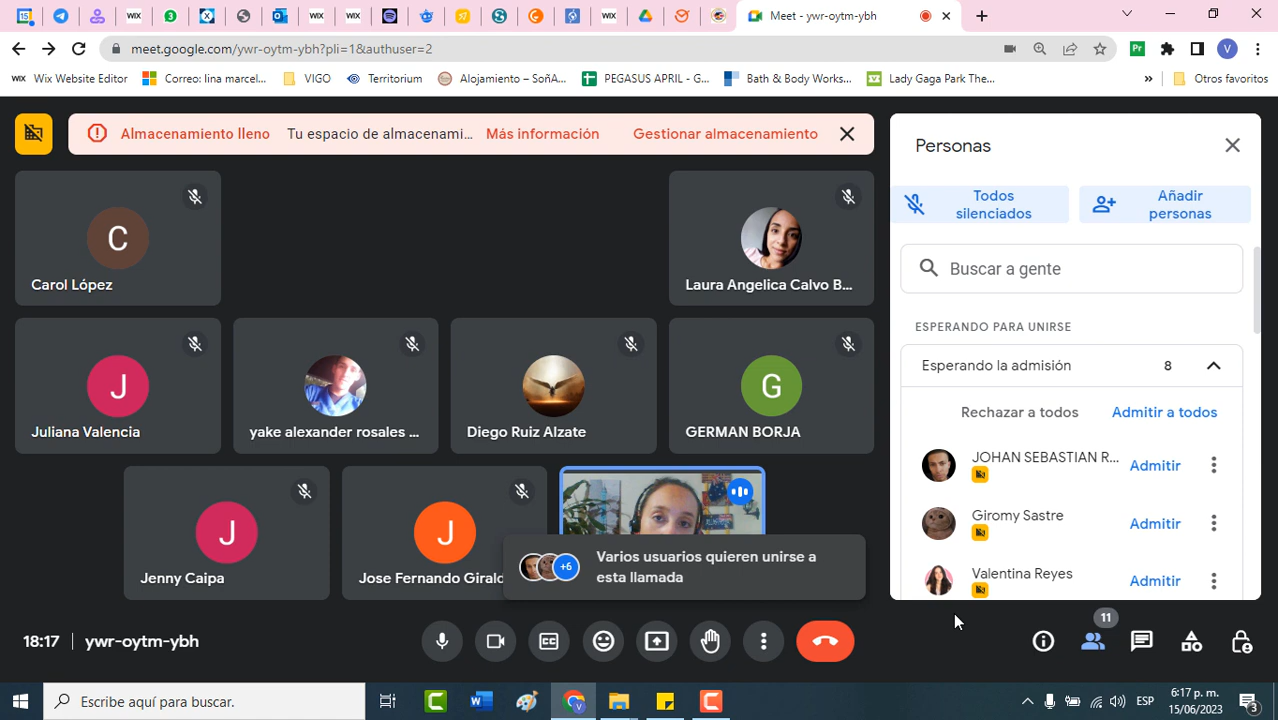 Meet - ywr-oytm-ybh
meet.google.com/ywr-oytm-ybh?pli=1&authuser=2
V
Wix Website Editor
Correo: lina marcel...
VIGO
Territorium
Alojamiento – SoñA...
PEGASUS APRIL - G...
Bath & Body Works...
Lady Gaga Park The...
»
Otros favoritos
Almacenamiento lleno
Tu espacio de almacenami...
Más información
Gestionar almacenamiento
C
Carol López
Laura Angelica Calvo B...
J
Juliana Valencia
yake alexander rosales ...
Diego Ruiz Alzate
G
GERMAN BORJA
J
Jenny Caipa
J
Jose Fernando Girald
+6
Varios usuarios quieren unirse a
esta llamada
Personas
Todos
silenciados
Añadir
personas
Buscar a gente
ESPERANDO PARA UNIRSE
Esperando la admisión
8
Rechazar a todos
Admitir a todos
JOHAN SEBASTIAN R...
Admitir
Giromy Sastre
Admitir
Valentina Reyes
Admitir
18:17
ywr-oytm-ybh
11
Escribe aquí para buscar.
ESP
6:17 p. m.
15/06/2023
3